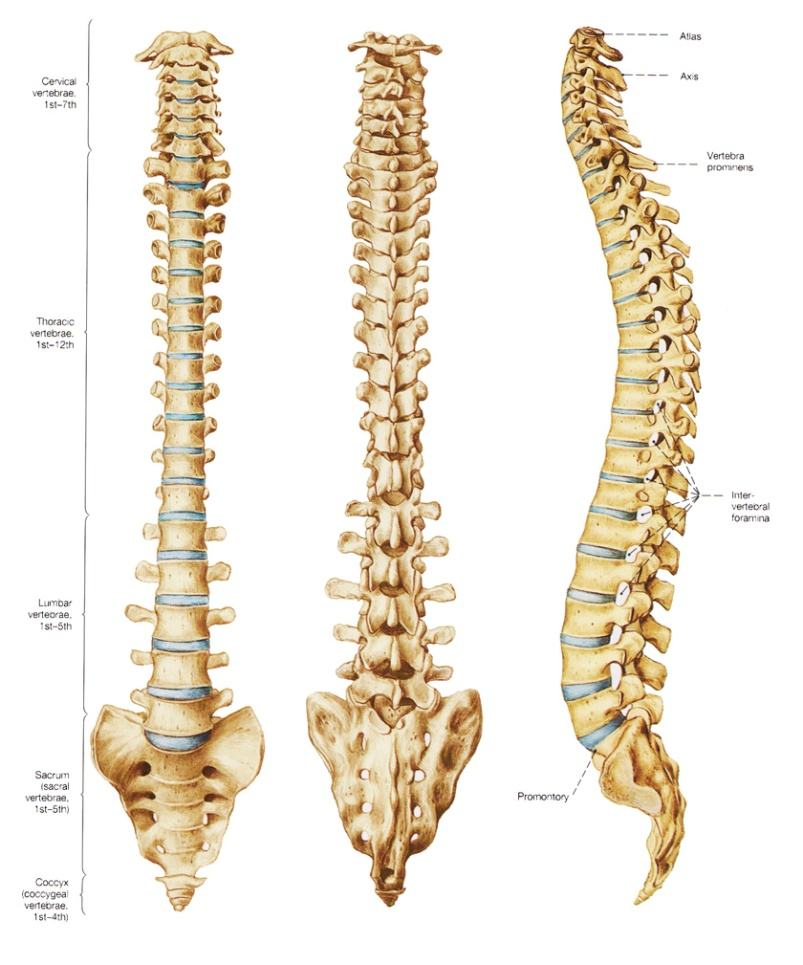 Cervical
vertebrae,
1st–7th
Thoracic
vertebrae,
1st–12th
Lumbar
vertebrae,
1st–5th
Sacrum
(sacral
vertebrae,
1st–5th)
Coccyx
(coccygeal
vertebrae,
1st–4th)
Atlas
Axis
Vertebra
prominens
Inter-
vertebral
foramina
Promontory